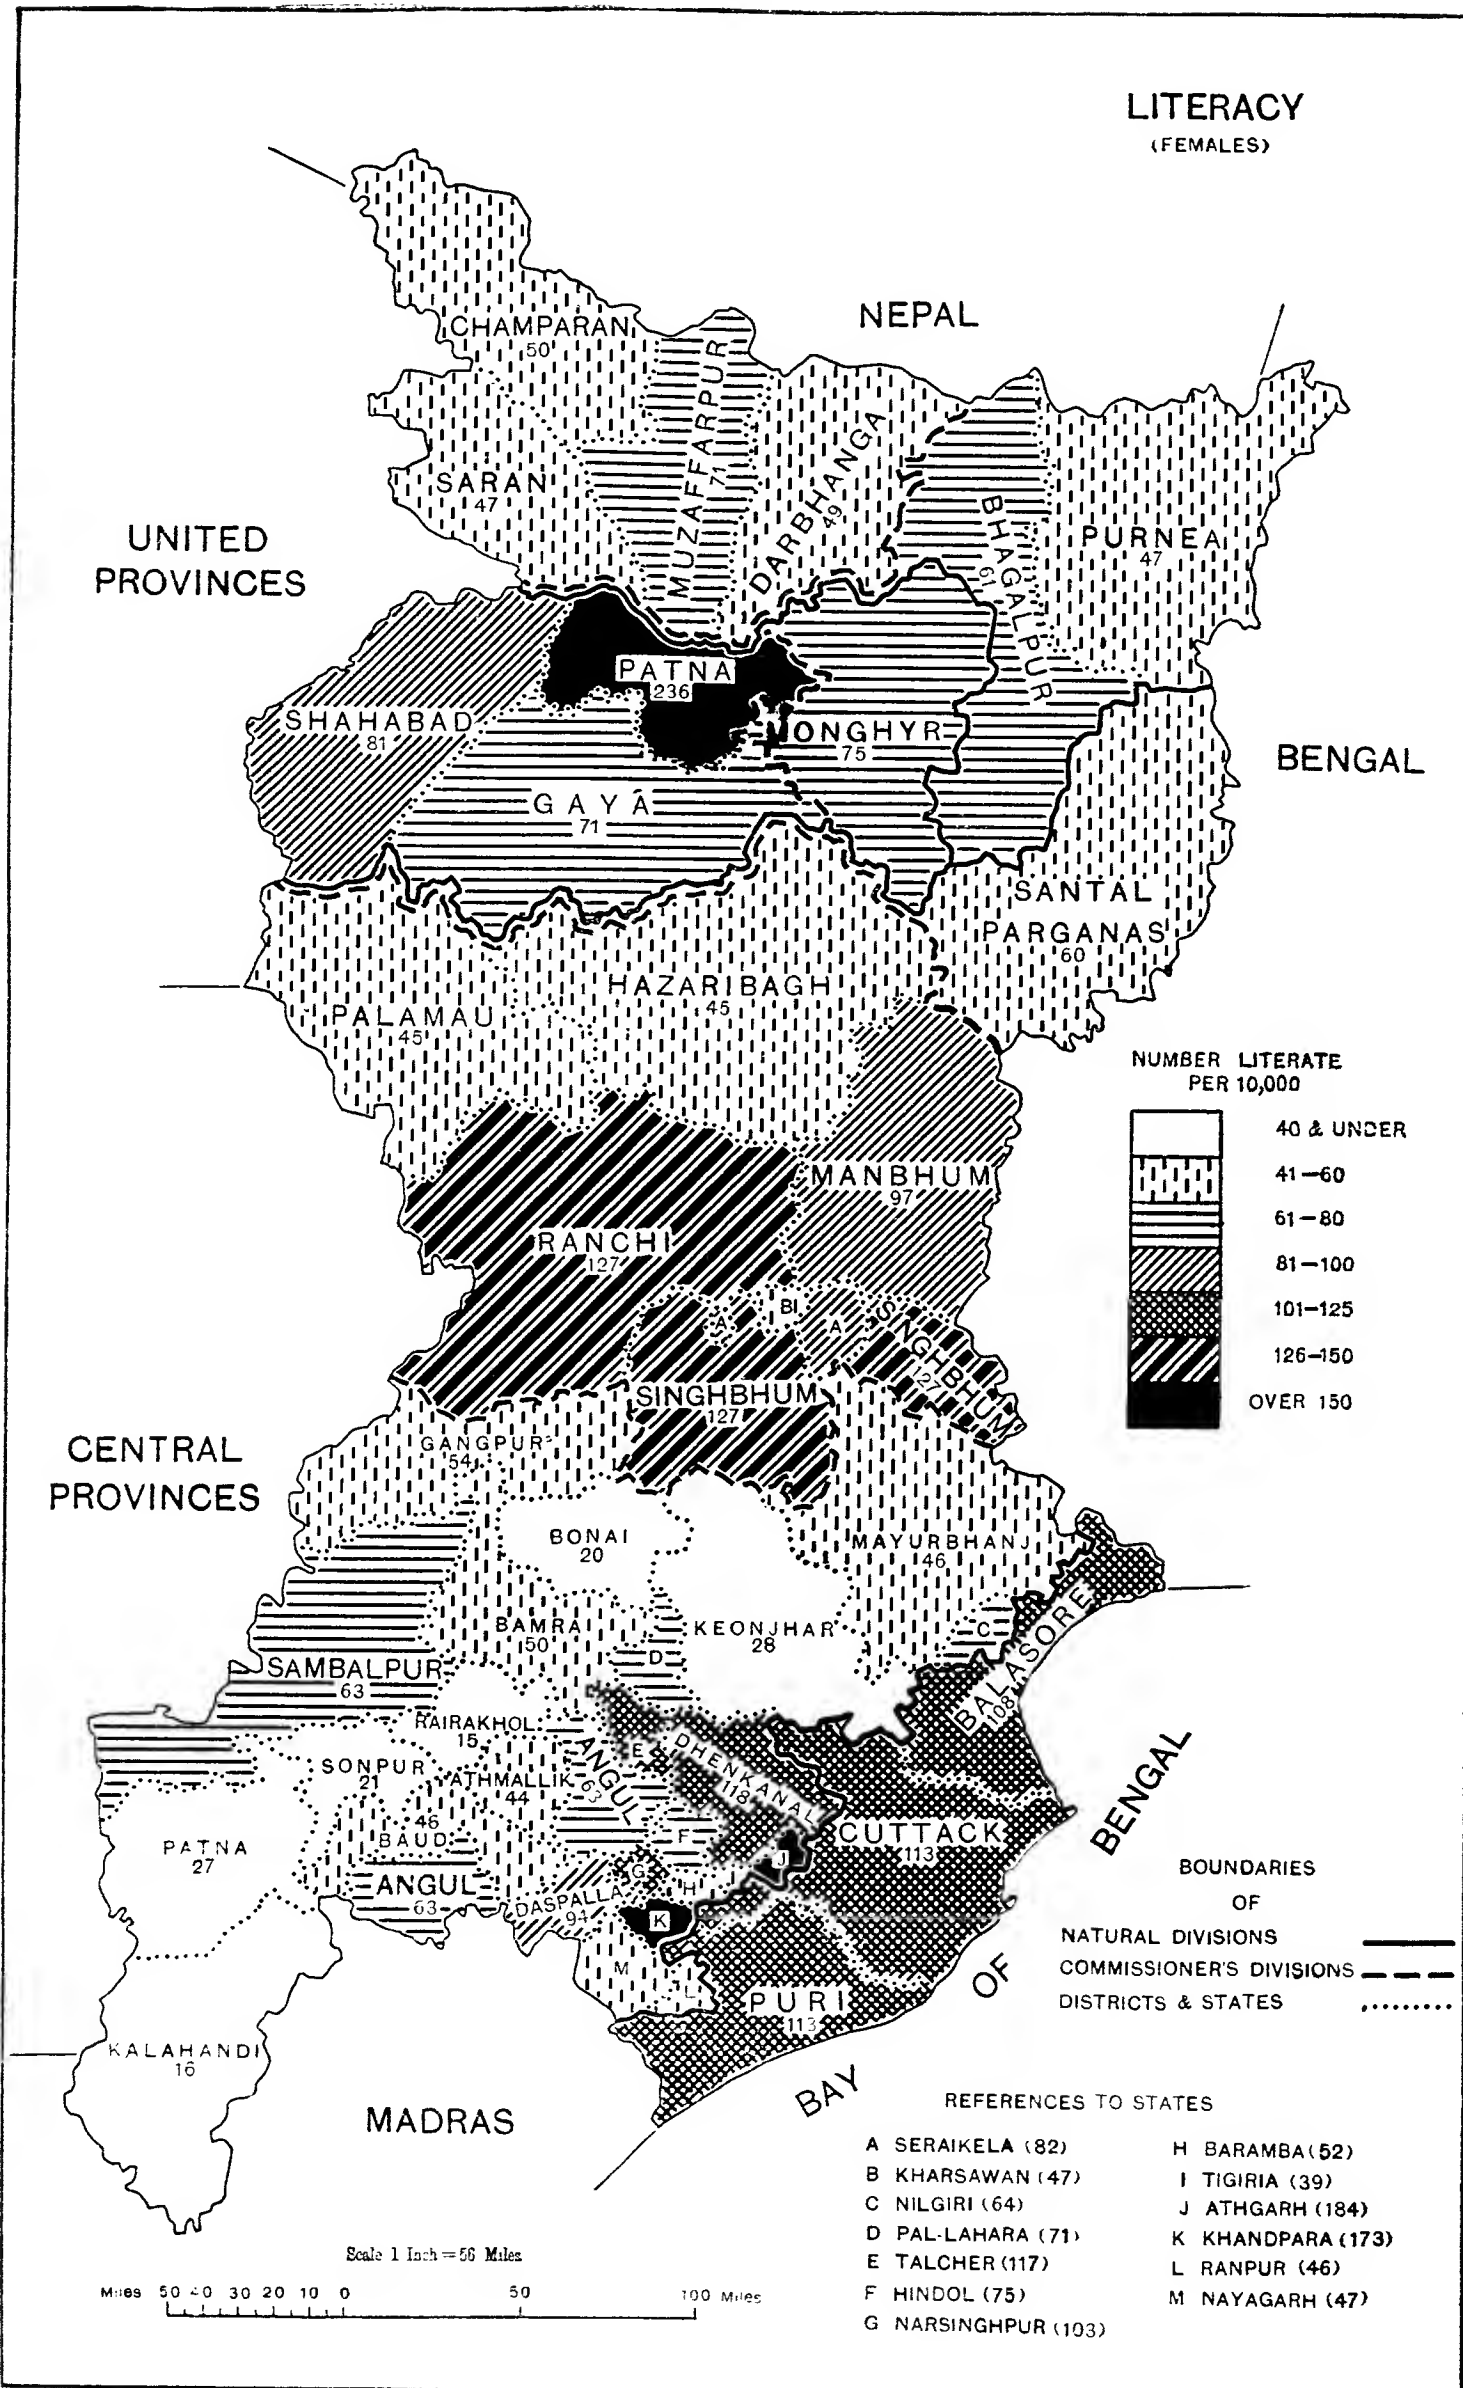 LITERACY
(FEMALES)
NEPAL
CHAMPARAN
50
MUZAFFARPUR
71
DARBHANGA
49
SARAN
47
BHAGALPUR
61
PURNEA
47
UNITED
PROVINCES
PATNA
236
SHAHABAD
81
MONGHYR
75
BENGAL
GAYA
71
SANTAL
PARGANAS
60
HAZARIBAGH
45
PALAMAU
45
NUMBER LITERATE
PER 10,000
40 & UNDER
41-60
61-80
81-100
101-125
126-150
OVER 150
MANBHUM
97
RANCHI
127
A
B
A
SINGHBHUM
127
SINGHBHUM
127
CENTRAL
PROVINCES
GANGPUR
54
BONAI
20
MAYURBHANJ
46
BAMRA
50
KEONJHAR
28
C
D
BALASORE
108
SAMBALPUR
63
RAIRAKHOL
15
SONPUR
21
ATHMALLIK
44
ANGUL
63
E
DHENKANAL
118
46
BAUD
F
CUTTACK
113
PATNA
27
J
G
H
ANGUL
63
DASPALLA
94
K
M
L
PURI
113
KALAHANDI
16
MADRAS
BAY OF BENGAL
BOUNDARIES
OF
NATURAL DIVISIONS
COMMISSIONER'S DIVISIONS
DISTRICTS & STATES
REFERENCES TO STATES
A SERAIKELA (82)
B KHARSAWAN (47)
C NILGIRI (64)
D PAL-LAHARA (71)
E TALCHER (117)
F HINDOL (75)
G NARSINGHPUR (103)
H BARAMBA (52)
I TIGIRIA (39)
J ATHGARH (184)
K KHANDPARA (173)
L RANPUR (46)
M NAYAGARH (47)
Scale 1 Inch = 56 Miles
Miles 50 40 30 20 10 0 50 100 Miles